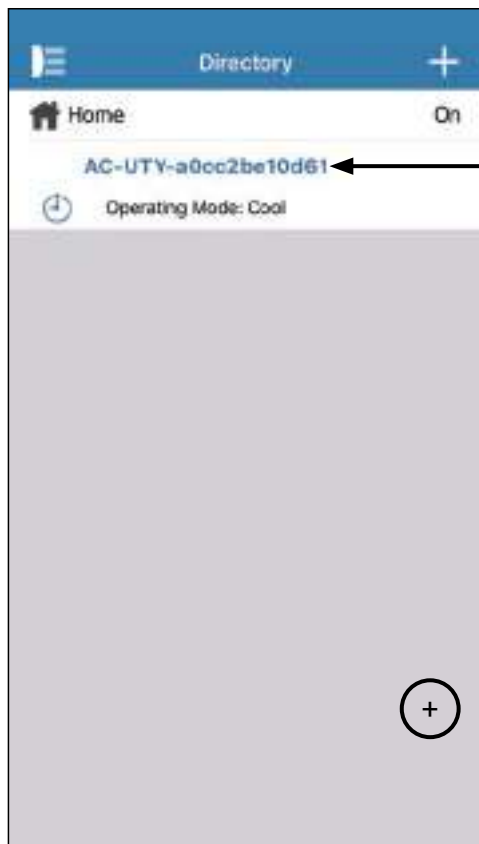 Directory +
Home On
AC-UTY-a0cc2be10d61
Operating Mode: Cool
+